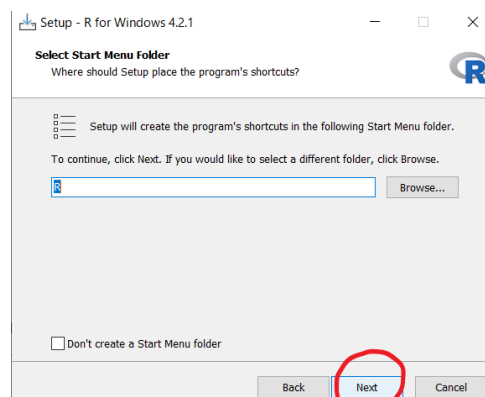 Setup - R for Windows 4.2.1
Select Start Menu Folder
Where should Setup place the program's shortcuts?
R
Setup will create the program's shortcuts in the following Start Menu folder.
To continue, click Next. If you would like to select a different folder, click Browse.
R
Browse...
Don't create a Start Menu folder
Back
Next
Cancel